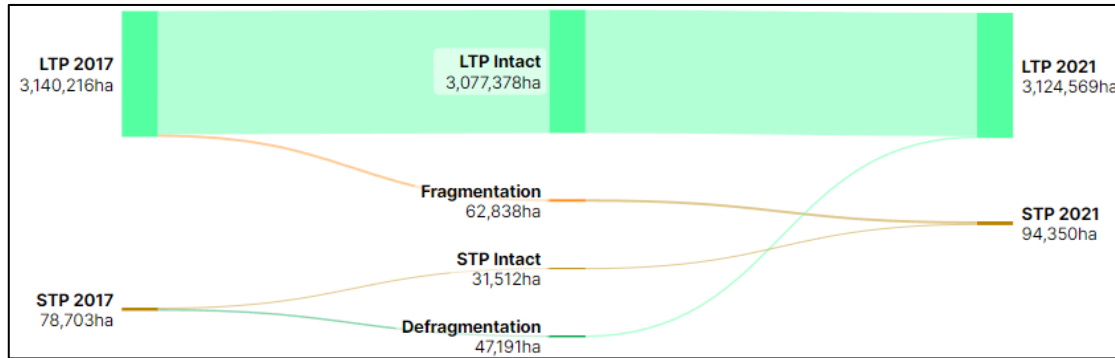 LTP 2017
3,140,216ha
LTP Intact
3,077,378ha
LTP 2021
3,124,569ha
Fragmentation
62,838ha
STP 2021
94,350ha
STP Intact
31,512ha
STP 2017
78,703ha
Defragmentation
47,191ha